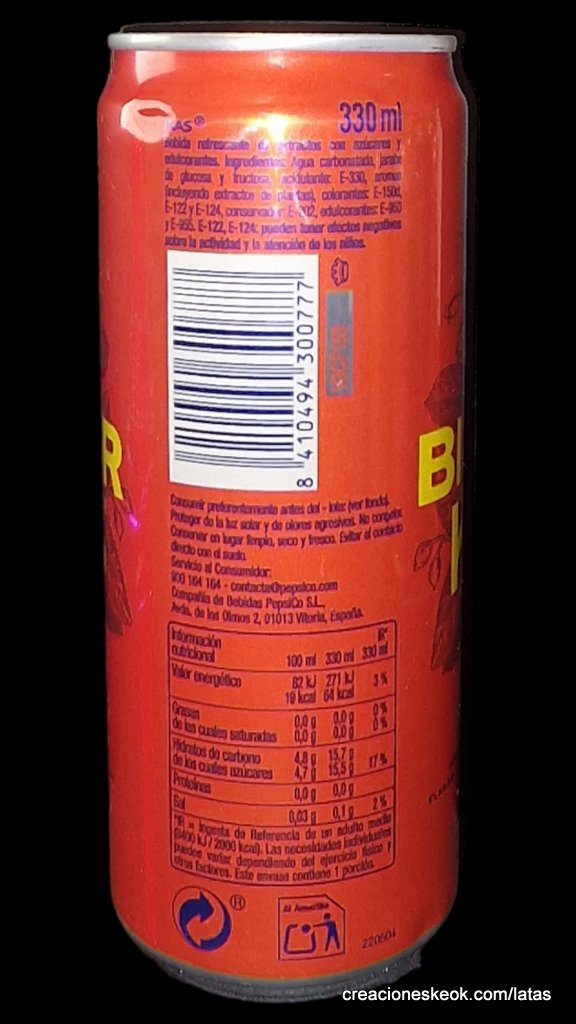 KAS® 330 ml
Bebida refrescante de extractos con azúcares y
edulcorantes. Ingredientes: Agua carbonatada, jarabe
de glucosa y fructosa, acidulante: E-330, aromas
(incluyendo extractos de plantas), colorantes: E-150d,
E-122 y E-124, conservador: E-202, edulcorantes: E-950
y E-955. E-122, E-124: pueden tener efectos negativos
sobre la actividad y la atención de los niños.
8 410494 300777
R
BI
Consumir preferentemente antes del - lote: (ver fondo).
Proteger de la luz solar y de olores agresivos. No congelar.
Conservar en lugar limpio, seco y fresco. Evitar el contacto
directo con el suelo.
Servicio al Consumidor:
900 164 164 - contacta@pepsico.com
Compañía de Bebidas PepsiCo S.L.,
Avda. de los Olmos 2, 01013 Vitoria, España.
Información
nutricional 100 ml 330 ml IR* 330 ml
Valor energético 82 kJ 271 kJ 3 %
19 kcal 64 kcal
Grasas 0,0 g 0,0 g 0 %
de las cuales saturadas 0,0 g 0,0 g 0 %
Hidratos de carbono 4,8 g 15,7 g
de los cuales azúcares 4,7 g 15,5 g 17 %
Proteínas 0,0 g 0,0 g
Sal 0,03 g 0,1 g 2 %
*IR = Ingesta de Referencia de un adulto medio
(8400 kJ / 2000 kcal). Las necesidades individuales
pueden variar dependiendo del ejercicio físico y
otros factores. Este envase contiene 1 porción.
®
Al Amarillo
220604
creacioneskeok.com/latas